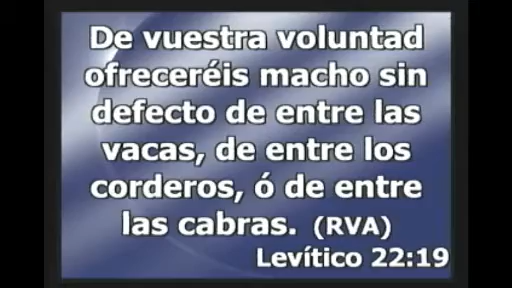 De vuestra voluntad
ofreceréis macho sin
defecto de entre las
vacas, de entre los
corderos, ó de entre
las cabras. (RVA)
Levítico 22:19